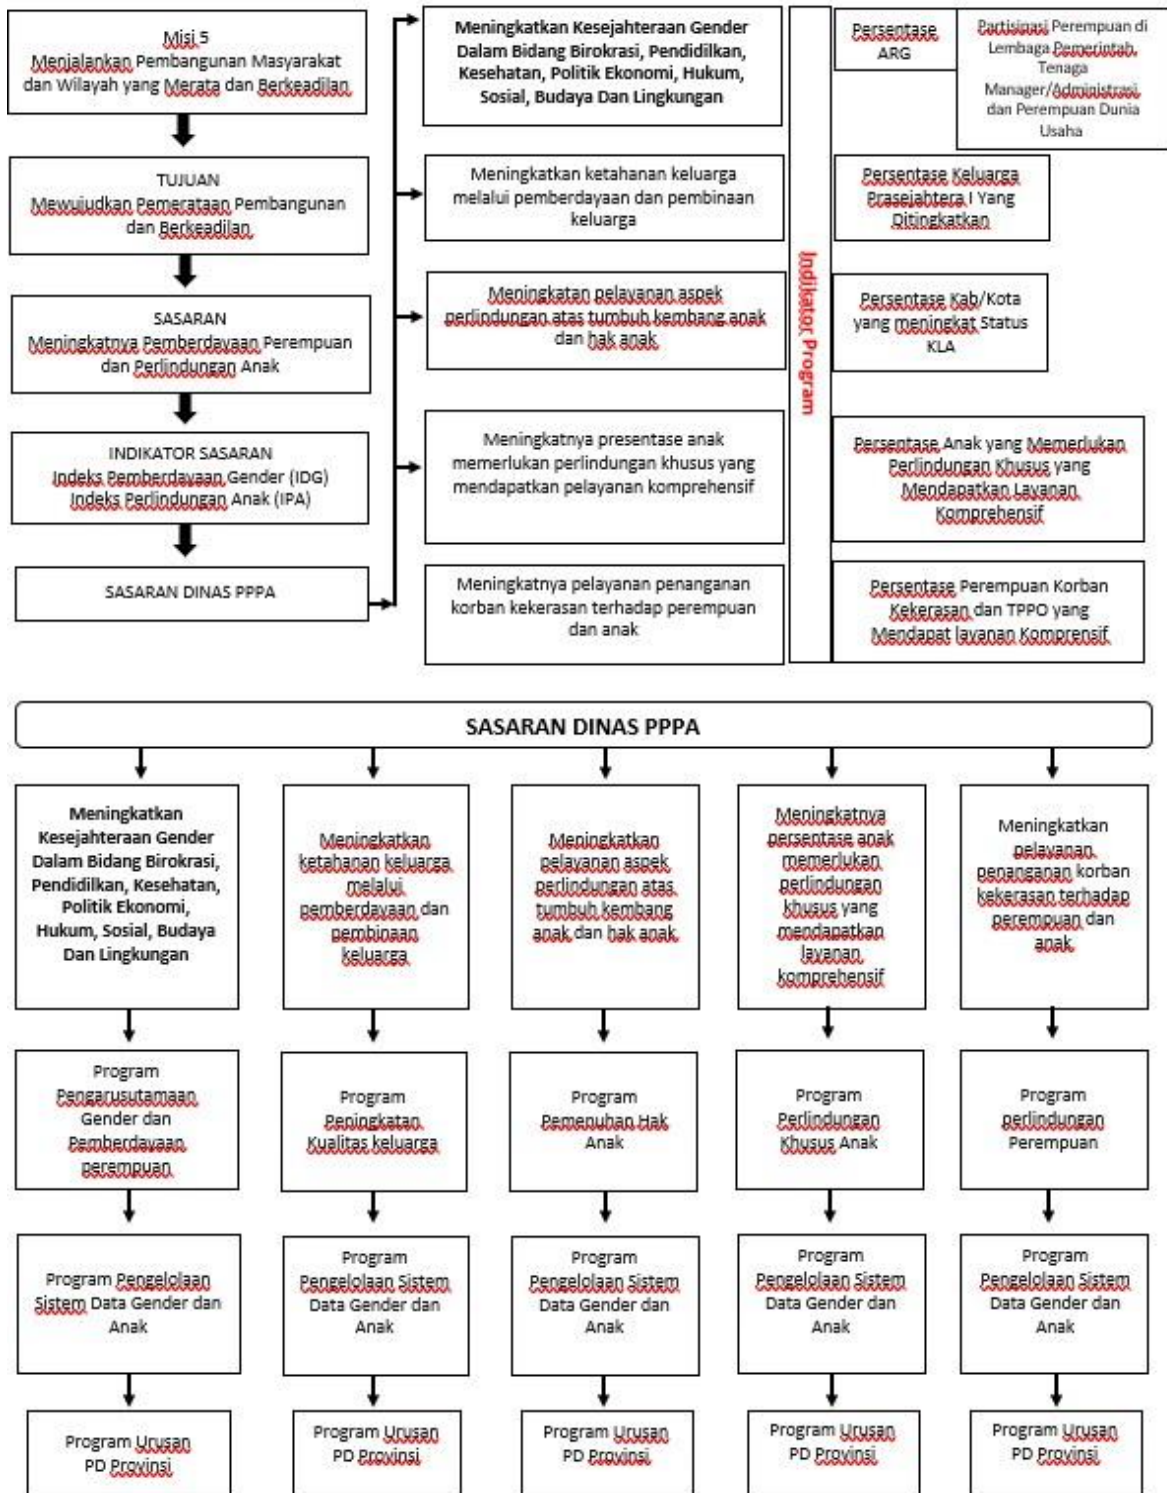 Misi 5
Menjalankan Pembangunan Masyarakat
dan Wilayah yang Merata dan Berkeadilan
TUJUAN
Mewujudkan Pemerataan Pembangunan
dan Berkeadilan
SASARAN
Meningkatnya Pemberdayaan Perempuan
dan Perlindungan Anak
INDIKATOR SASARAN
Indeks Pemberdayaan Gender (IDG)
Indeks Perlindungan Anak (IPA)
SASARAN DINAS PPPA
Meningkatkan Kesejahteraan Gender
Dalam Bidang Birokrasi, Pendidilkan,
Kesehatan, Politik Ekonomi, Hukum,
Sosial, Budaya Dan Lingkungan
Meningkatkan ketahanan keluarga
melalui pemberdayaan dan pembinaan
keluarga
Meningkatan pelayanan aspek
perlindungan atas tumbuh kembang anak
dan hak anak
Meningkatnya presentase anak
memerlukan perlindungan khusus yang
mendapatkan pelayanan komprehensif
Meningkatnya pelayanan penanganan
korban kekerasan terhadap perempuan
dan anak
Indikator Program
Persentase
ARG
Partisipasi Perempuan di
Lembaga Pemerintah,
Tenaga
Manager/Administrasi
dan Perempuan Dunia
Usaha
Persentase Keluarga
Prasejahtera I Yang
Ditingkatkan
Persentase Kab/Kota
yang meningkat Status
KLA
Persentase Anak yang Memerlukan
Perlindungan Khusus yang
Mendapatkan Layanan
Komprehensif
Persentase Perempuan Korban
Kekerasan dan TPPO yang
Mendapat layanan Komprensif
SASARAN DINAS PPPA
Meningkatkan
Kesejahteraan Gender
Dalam Bidang Birokrasi,
Pendidilkan, Kesehatan,
Politik Ekonomi,
Hukum, Sosial, Budaya
Dan Lingkungan
Meningkatkan
ketahanan keluarga
melalui
pemberdayaan dan
pembinaan
keluarga
Meningkatkan
pelayanan aspek
perlindungan atas
tumbuh kembang
anak dan hak anak
Meningkatnya
persentase anak
memerlukan
perlindungan
khusus yang
mendapatkan
layanan
komprehensif
Meningkatkan
pelayanan
penanganan korban
kekerasan terhadap
perempuan dan
anak
Program
Pengarusutamaan
Gender dan
Pemberdayaan
perempuan
Program
Peningkatan
Kualitas keluarga
Program
Pemenuhan Hak
Anak
Program
Perlindungan
Khusus Anak
Program
perlindungan
Perempuan
Program Pengelolaan
Sistem Data Gender dan
Anak
Program
Pengelolaan Sistem
Data Gender dan
Anak
Program
Pengelolaan Sistem
Data Gender dan
Anak
Program
Pengelolaan Sistem
Data Gender dan
Anak
Program
Pengelolaan Sistem
Data Gender dan
Anak
Program Urusan
PD Provinsi
Program Urusan
PD Provinsi
Program Urusan
PD Provinsi
Program Urusan
PD Provinsi
Program Urusan
PD Provinsi